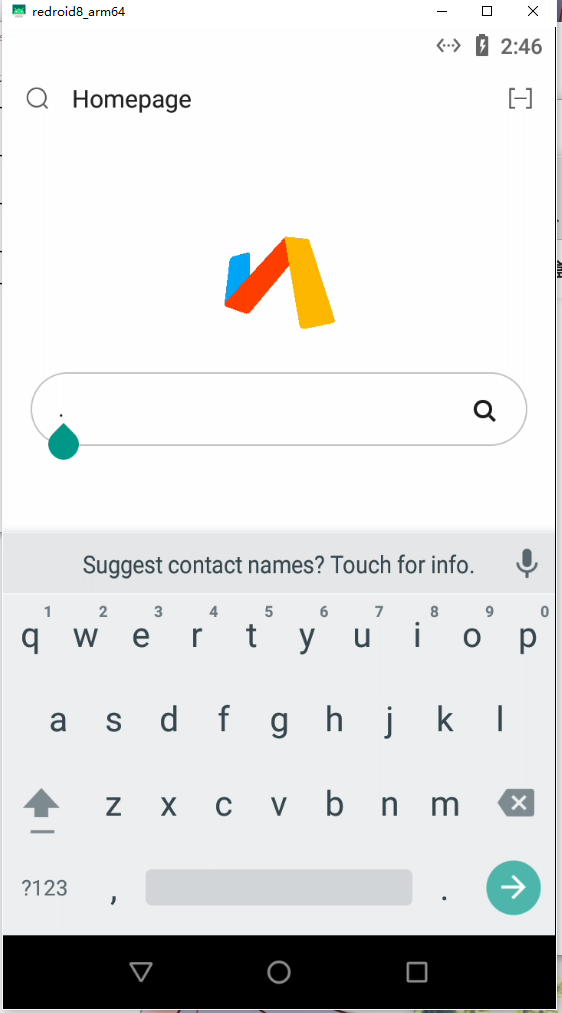 redroid8_arm64
2:46
Homepage
.
Suggest contact names? Touch for info.
1 2 3 4 5 6 7 8 9 0
q w e r t y u i o p
a s d f g h j k l
z x c v b n m
?123 , .